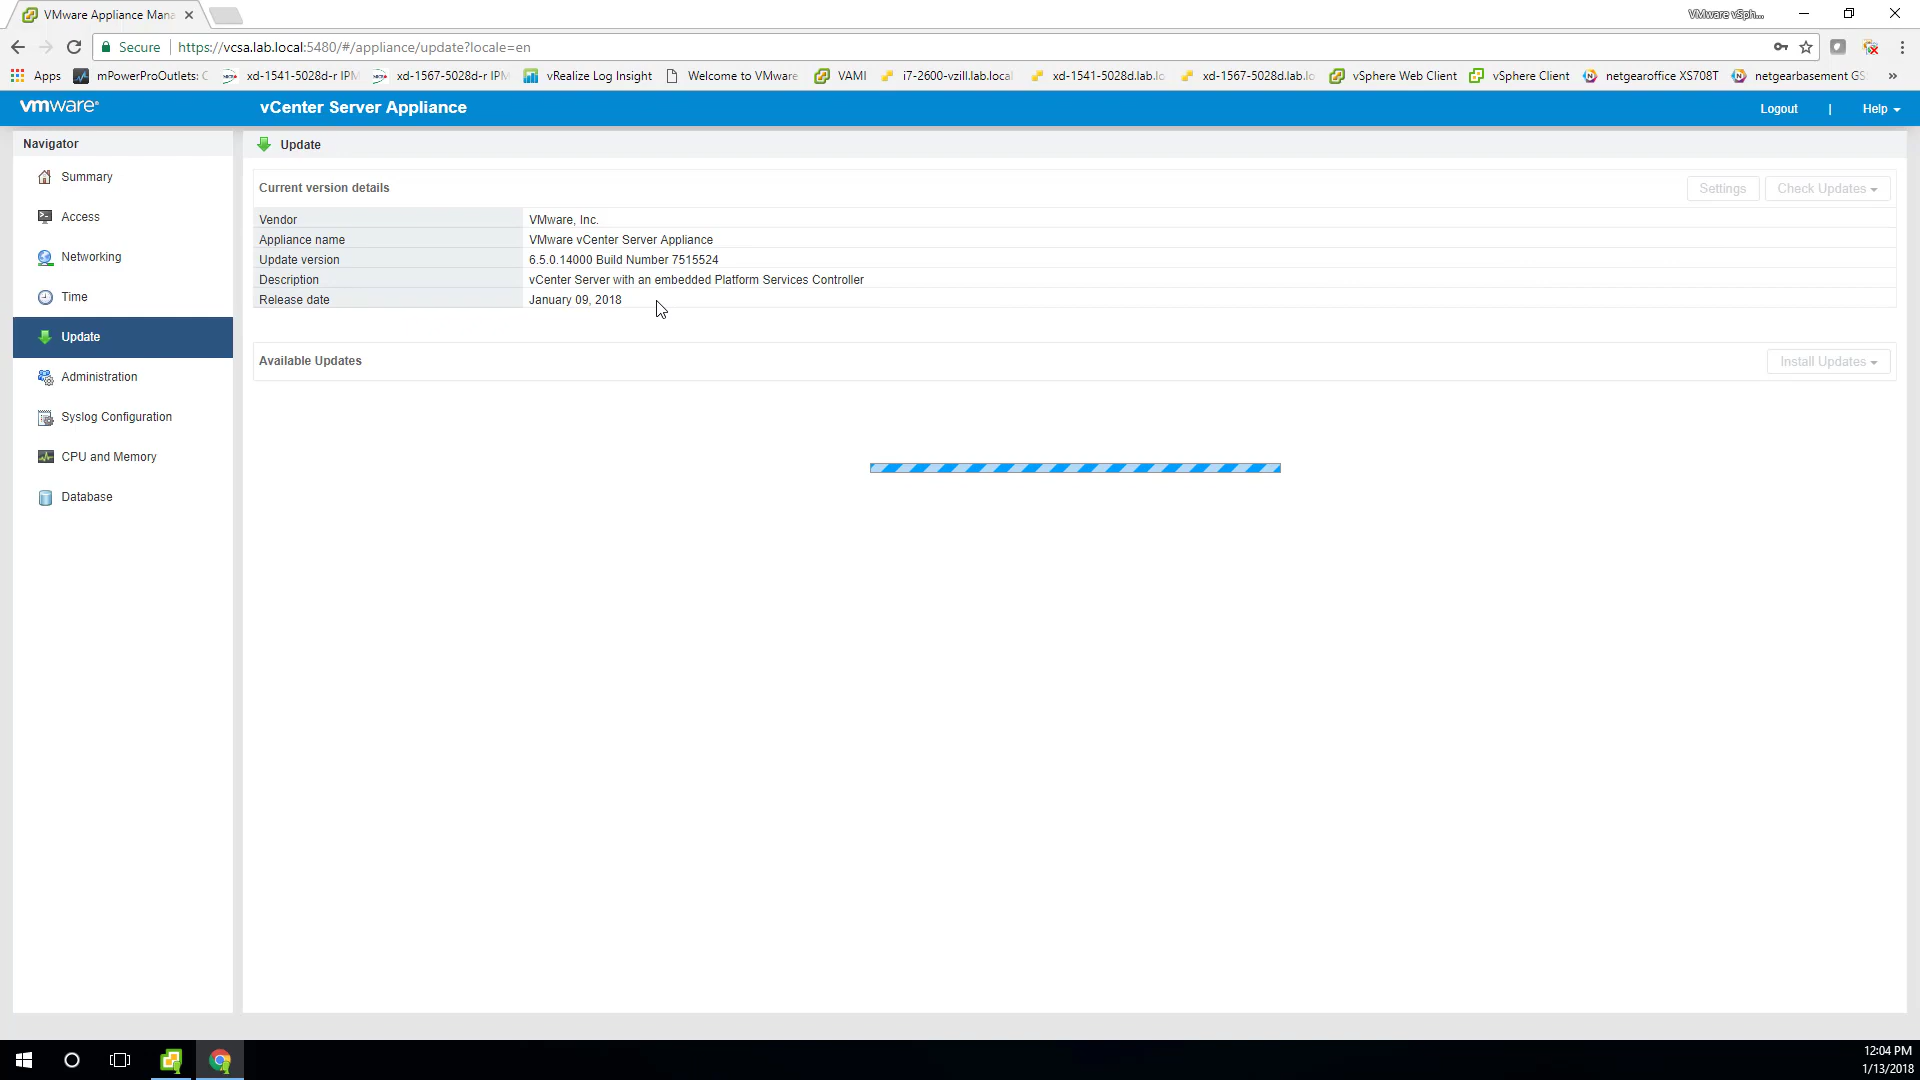 VMware Appliance Mana
VMware vSph...
Secure | https://vcsa.lab.local:5480/#/appliance/update?locale=en
Apps mPowerProOutlets: C xd-1541-5028d-r IPM xd-1567-5028d-r IPM vRealize Log Insight Welcome to VMware VAMI i7-2600-vzill.lab.local xd-1541-5028d.lab.lo xd-1567-5028d.lab.lo vSphere Web Client vSphere Client netgearoffice XS708T netgearbasement GS »
vmware vCenter Server Appliance Logout | Help
Navigator
Summary
Access
Networking
Time
Update
Administration
Syslog Configuration
CPU and Memory
Database
Update
Current version details Settings Check Updates
Vendor VMware, Inc.
Appliance name VMware vCenter Server Appliance
Update version 6.5.0.14000 Build Number 7515524
Description vCenter Server with an embedded Platform Services Controller
Release date January 09, 2018
Available Updates Install Updates
12:04 PM
1/13/2018